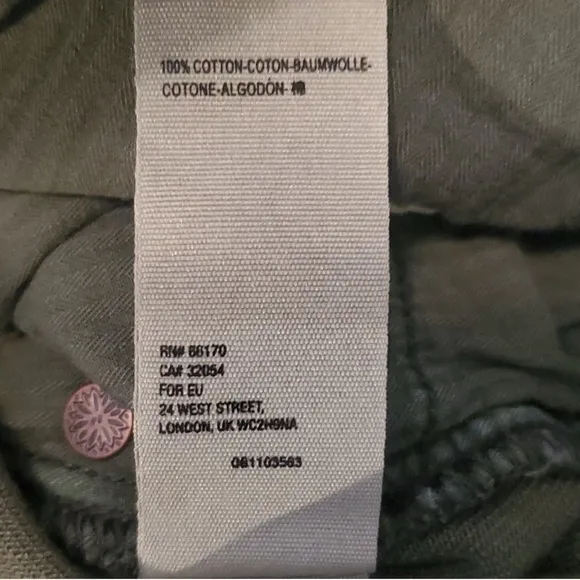 100% COTTON-COTON-BAUMWOLLE-
COTONE-ALGODÓN-棉
RN# 66170
CA# 32054
FOR EU
24 WEST STREET,
LONDON, UK WC2H9NA
081103563